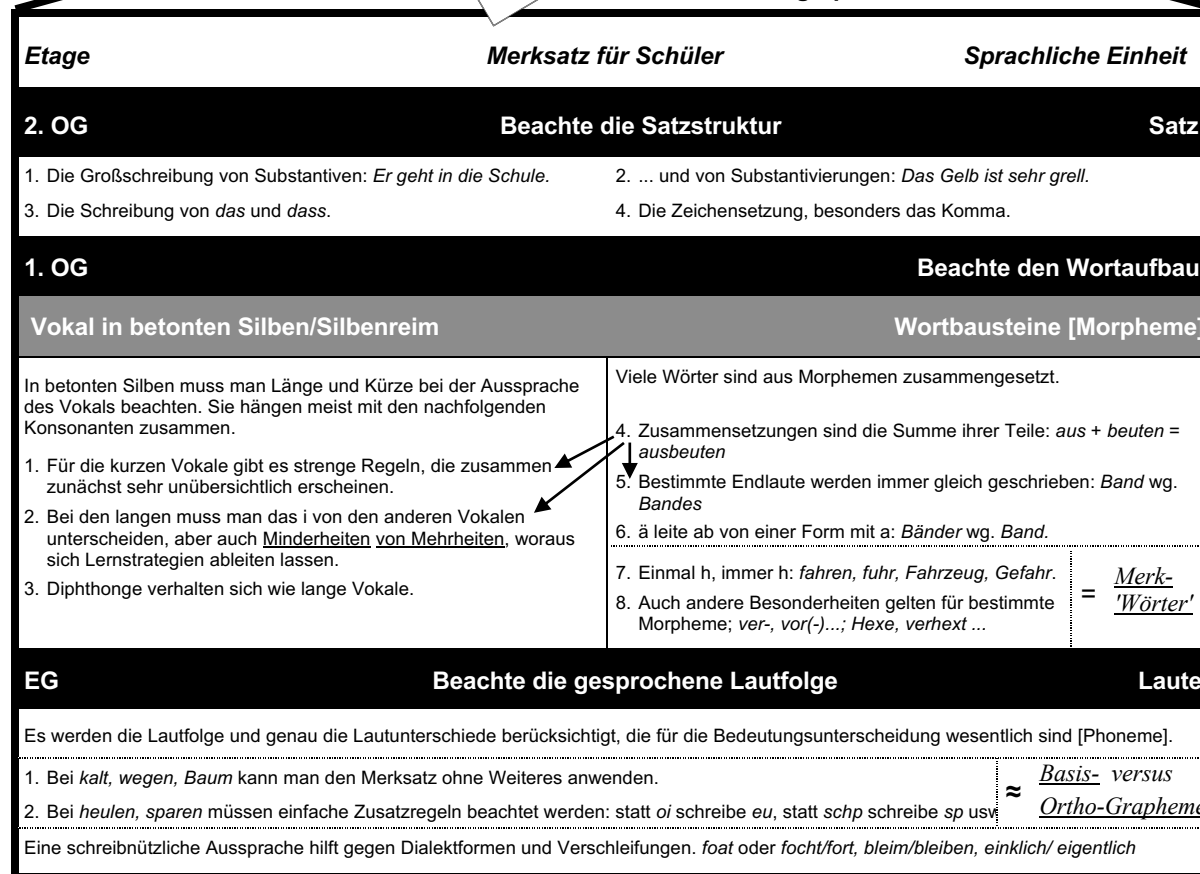 Etage Merksatz für Schüler Sprachliche Einheit
2. OG Beachte die Satzstruktur Satz
1. Die Großschreibung von Substantiven: Er geht in die Schule. 2. ... und von Substantivierungen: Das Gelb ist sehr grell.
3. Die Schreibung von das und dass. 4. Die Zeichensetzung, besonders das Komma.
1. OG Beachte den Wortaufbau
Vokal in betonten Silben/Silbenreim Wortbausteine [Morpheme]
In betonten Silben muss man Länge und Kürze bei der Aussprache
des Vokals beachten. Sie hängen meist mit den nachfolgenden
Konsonanten zusammen.
1. Für die kurzen Vokale gibt es strenge Regeln, die zusammen
zunächst sehr unübersichtlich erscheinen.
2. Bei den langen muss man das i von den anderen Vokalen
unterscheiden, aber auch Minderheiten von Mehrheiten, woraus
sich Lernstrategien ableiten lassen.
3. Diphthonge verhalten sich wie lange Vokale.
Viele Wörter sind aus Morphemen zusammengesetzt.
4. Zusammensetzungen sind die Summe ihrer Teile: aus + beuten =
ausbeuten
5. Bestimmte Endlaute werden immer gleich geschrieben: Band wg.
Bandes
6. ä leite ab von einer Form mit a: Bänder wg. Band.
7. Einmal h, immer h: fahren, fuhr, Fahrzeug, Gefahr.
8. Auch andere Besonderheiten gelten für bestimmte
Morpheme; ver-, vor(-)...; Hexe, verhext ...
= Merk-
'Wörter'
EG Beachte die gesprochene Lautfolge Laute
Es werden die Lautfolge und genau die Lautunterschiede berücksichtigt, die für die Bedeutungsunterscheidung wesentlich sind [Phoneme].
1. Bei kalt, wegen, Baum kann man den Merksatz ohne Weiteres anwenden.
2. Bei heulen, sparen müssen einfache Zusatzregeln beachtet werden: statt oi schreibe eu, statt schp schreibe sp usw
≈ Basis- versus
Ortho-Grapheme
Eine schreibnützliche Aussprache hilft gegen Dialektformen und Verschleifungen. foat oder focht/fort, bleim/bleiben, einklich/ eigentlich